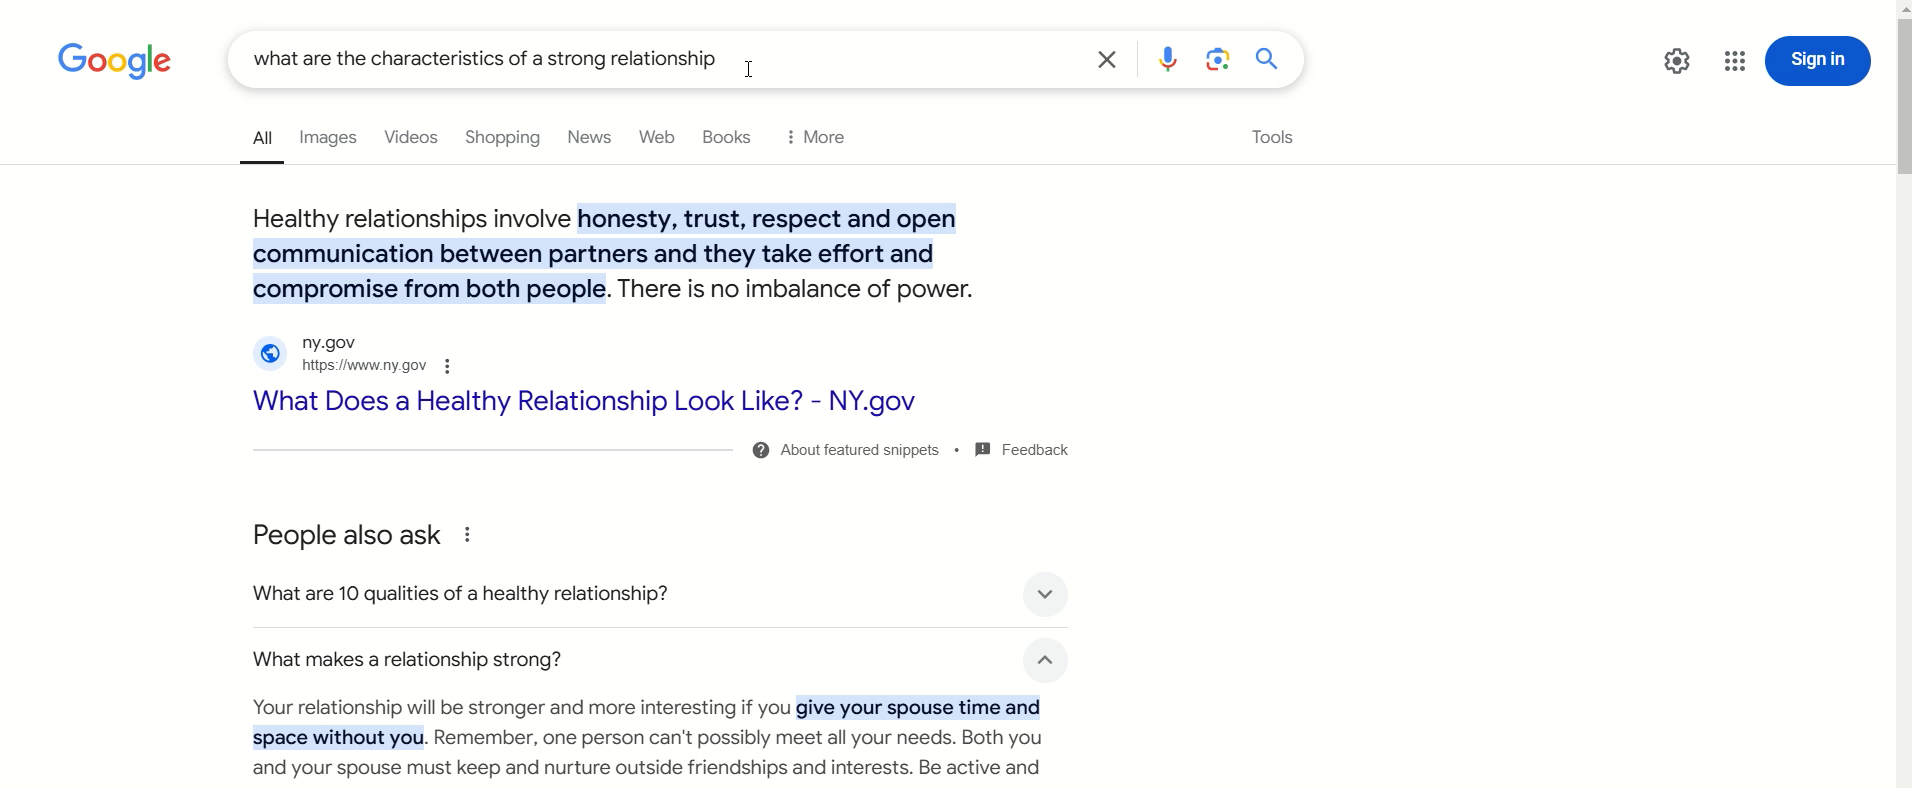 Google
what are the characteristics of a strong relationship
Sign in
All Images Videos Shopping News Web Books More Tools
Healthy relationships involve honesty, trust, respect and open
communication between partners and they take effort and
compromise from both people. There is no imbalance of power.
ny.gov
https://www.ny.gov
What Does a Healthy Relationship Look Like? - NY.gov
About featured snippets • Feedback
People also ask
What are 10 qualities of a healthy relationship?
What makes a relationship strong?
Your relationship will be stronger and more interesting if you give your spouse time and
space without you. Remember, one person can't possibly meet all your needs. Both you
and your spouse must keep and nurture outside friendships and interests. Be active and